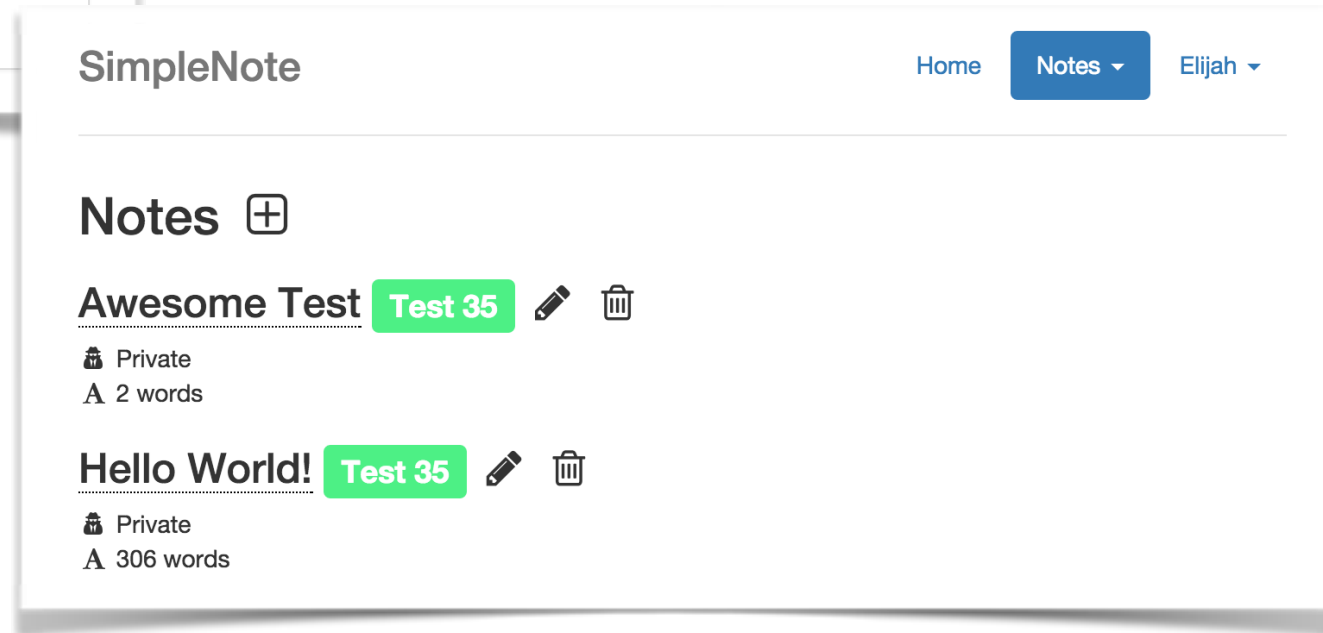 SimpleNote Home Notes Elijah
Notes
Awesome Test Test 35
Private
2 words
Hello World! Test 35
Private
306 words